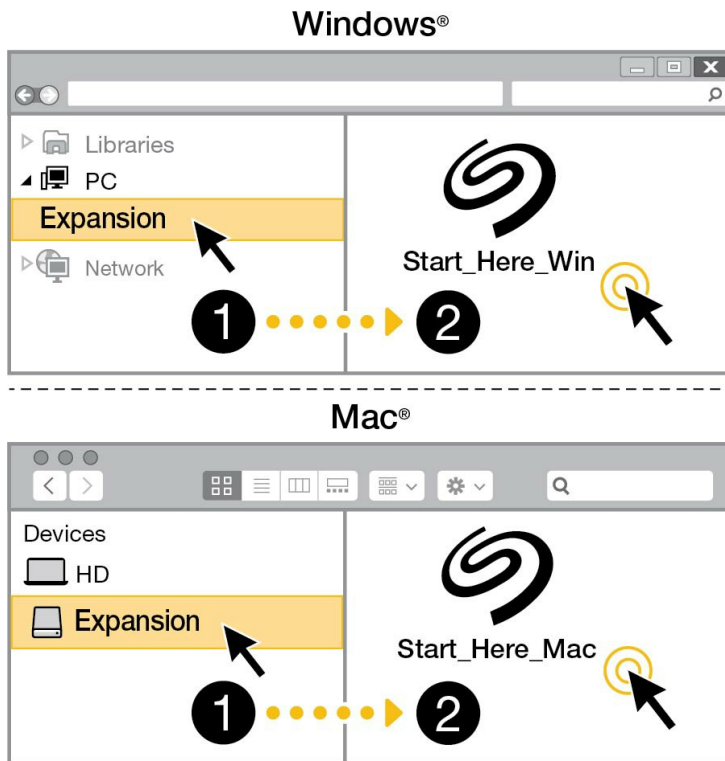 Windows®
Libraries
PC
Expansion
Network
Start_Here_Win
1 2
Mac®
Devices
HD
Expansion
Start_Here_Mac
1 2